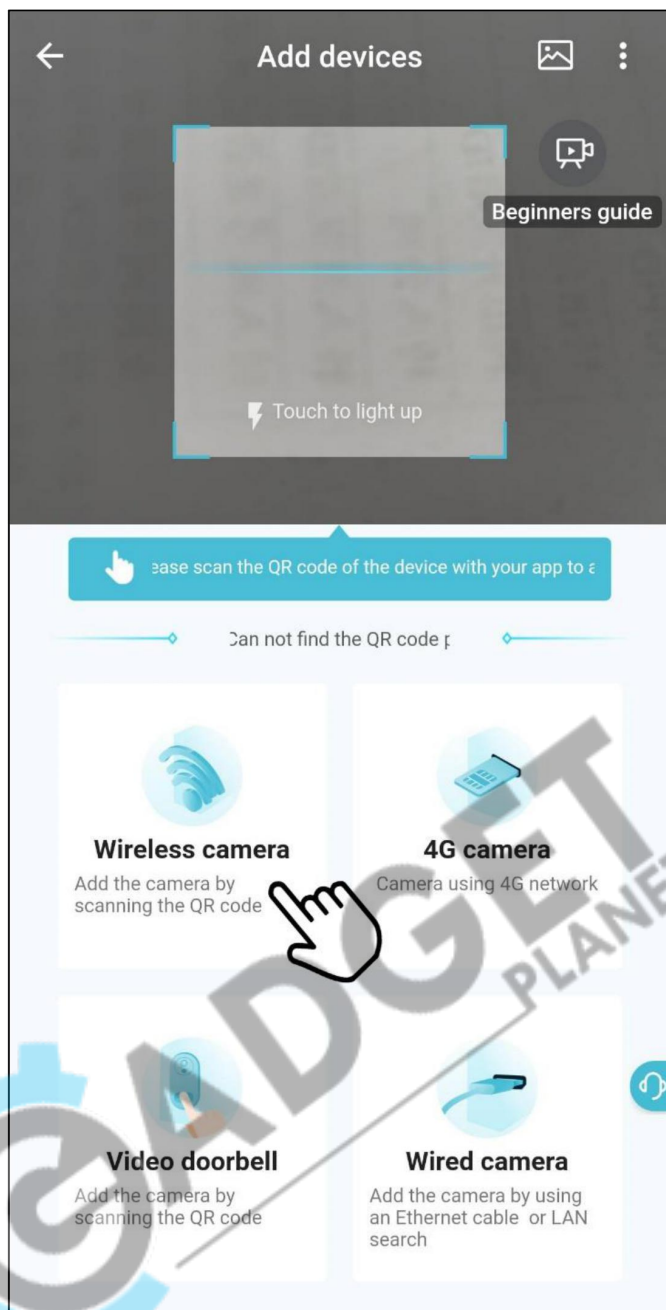 Add devices
Beginners guide
Touch to light up
ease scan the QR code of the device with your app to a
Can not find the QR code p
Wireless camera
Add the camera by
scanning the QR code
4G camera
Camera using 4G network
Video doorbell
Add the camera by
scanning the QR code
Wired camera
Add the camera by using
an Ethernet cable or LAN
search
GADGET
PLANET